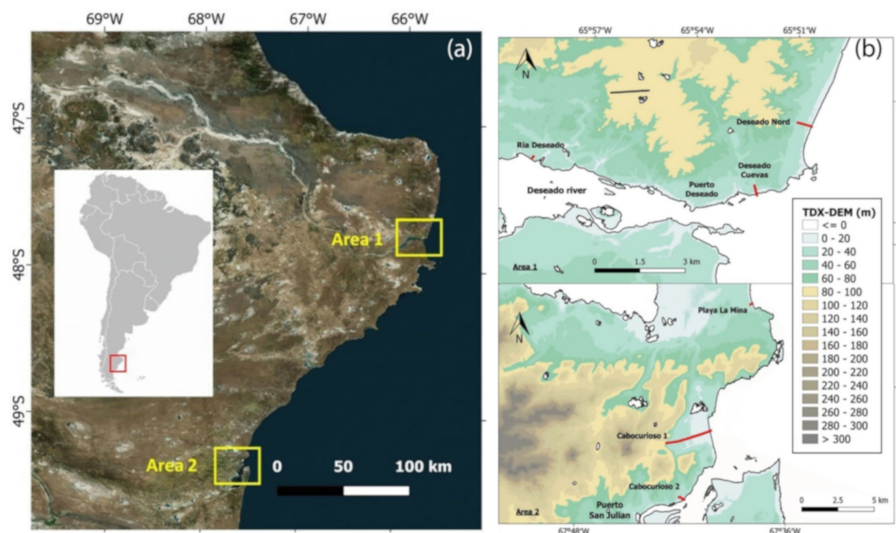 69°W
68°W
67°W
66°W
(a)
47°S
48°S
49°S
Area 1
Area 2
0
50
100 km
65°57'W
65°54'W
65°51'W
(b)
Deseado Nord
Ria Deseado
Deseado
Cuevas
Puerto
Deseado
Deseado river
Area 1
0
1.5
3 km
TDX-DEM (m)
<= 0
0 - 20
20 - 40
40 - 60
60 - 80
80 - 100
100 - 120
120 - 140
140 - 160
160 - 180
180 - 200
200 - 220
220 - 240
240 - 260
260 - 280
280 - 300
> 300
Playa La Mina
Cabocurioso 1
Cabocurioso 2
Puerto
San Julian
Area 2
0
2.5
5 km
67°48'W
67°36'W